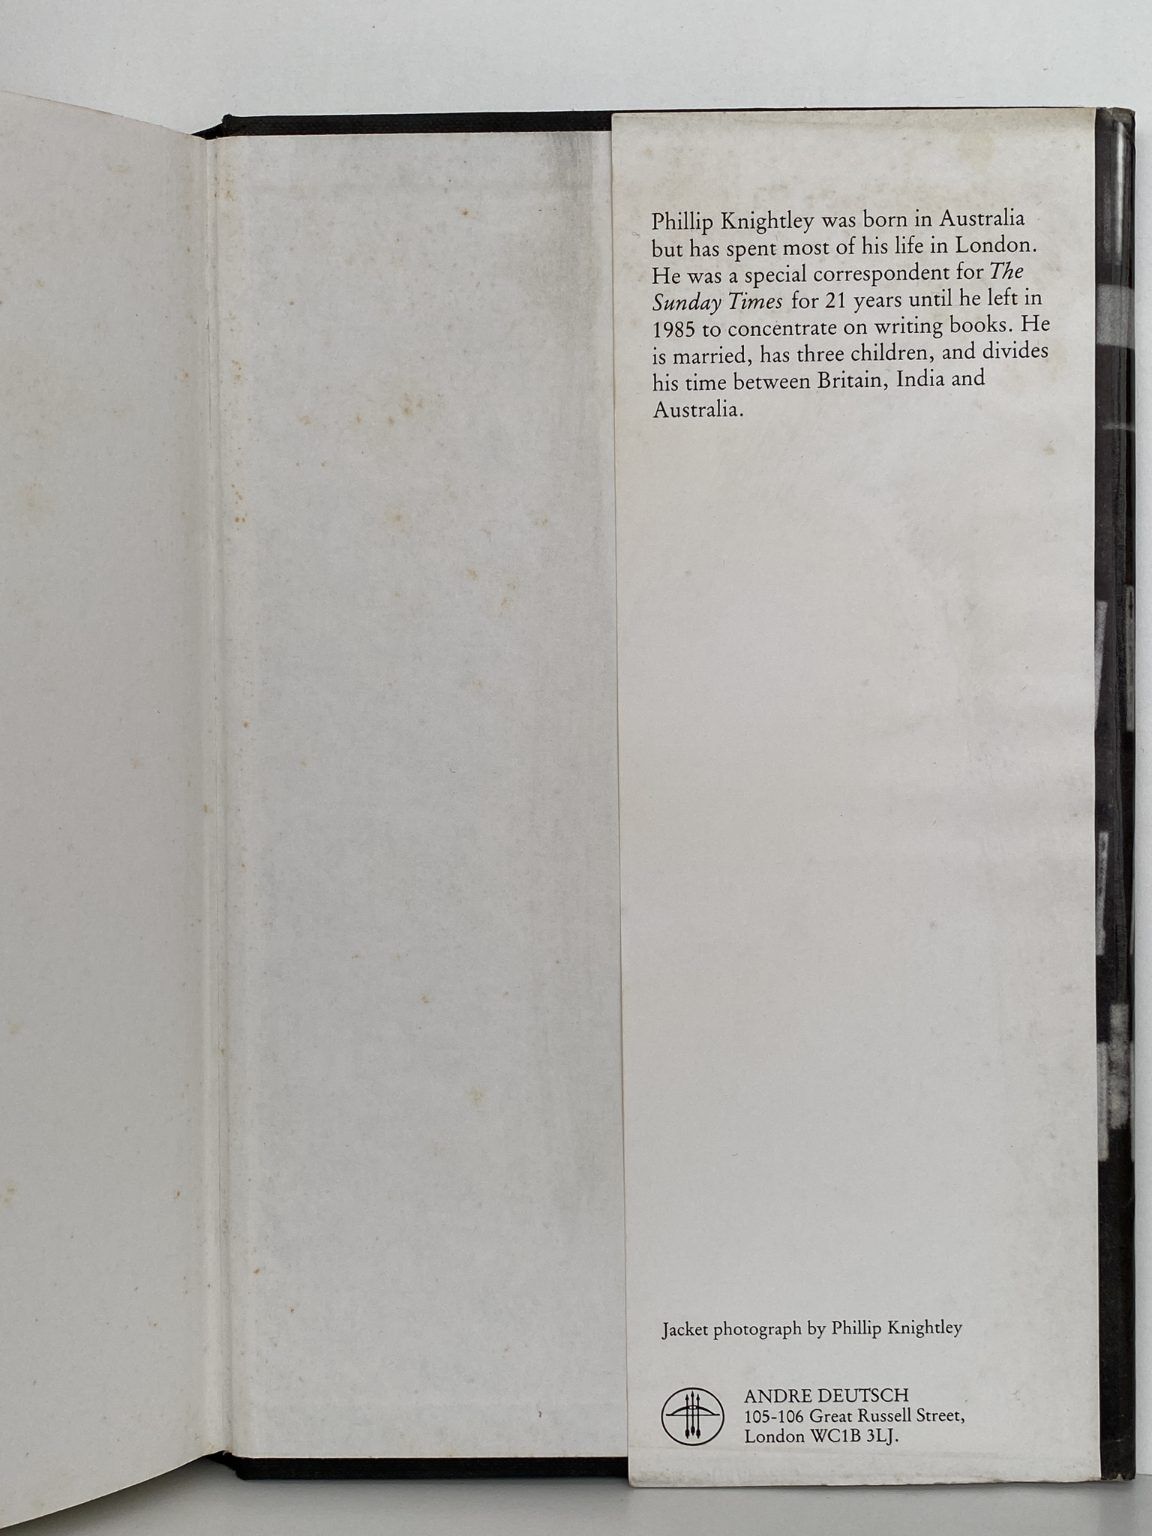 Phillip Knightley was born in Australia
but has spent most of his life in London.
He was a special correspondent for The
Sunday Times for 21 years until he left in
1985 to concentrate on writing books. He
is married, has three children, and divides
his time between Britain, India and
Australia.
Jacket photograph by Phillip Knightley
ANDRE DEUTSCH
105-106 Great Russell Street,
London WC1B 3LJ.